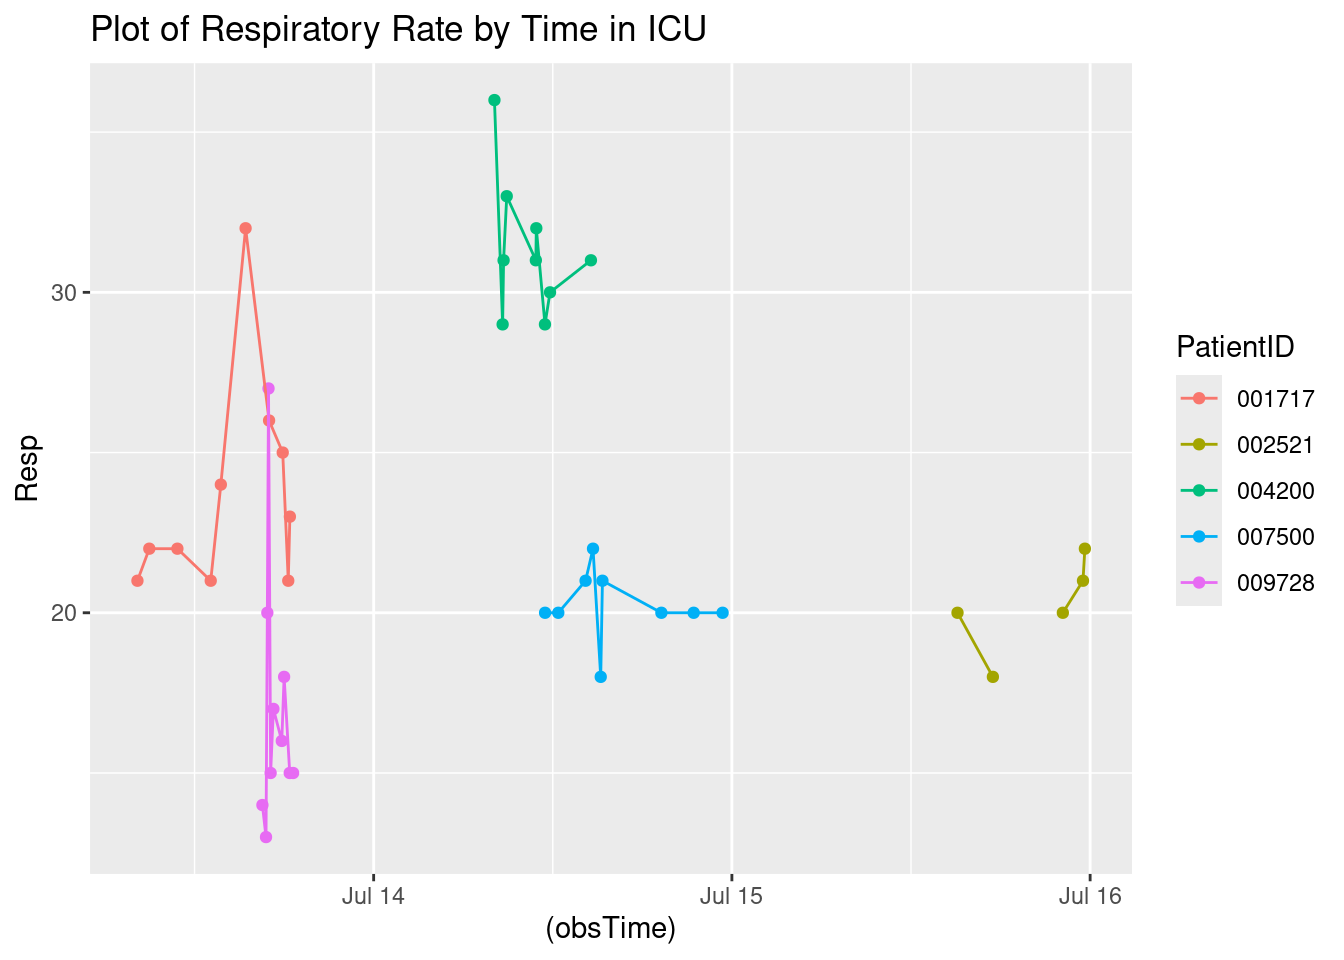 Plot of Respiratory Rate by Time in ICU
Resp
30
20
Jul 14
Jul 15
Jul 16
(obsTime)
PatientID
001717
002521
004200
007500
009728